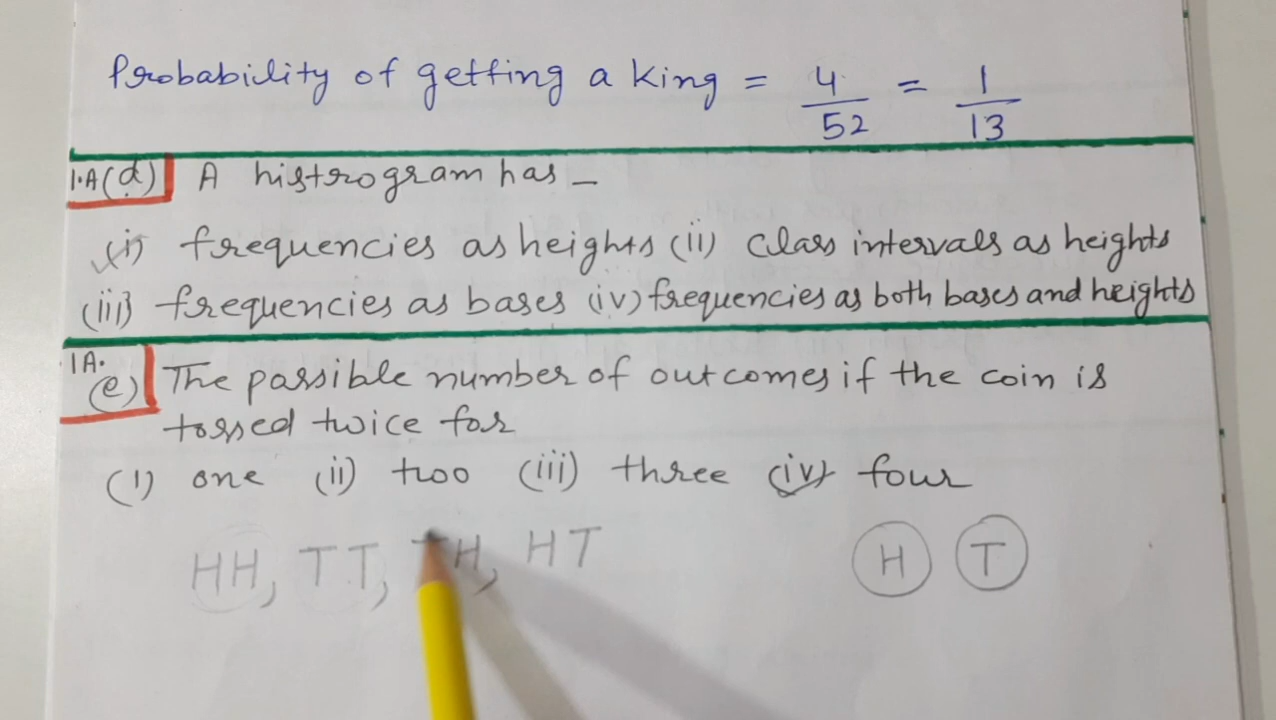 Probability of getting a king = 4/52 = 1/13
1.A(d) A histrogram has –
(i) frequencies as heights (ii) Class intervals as heights
(iii) frequencies as bases (iv) frequencies as both bases and heights
1A.(e) The possible number of outcomes if the coin is
tossed twice for
(1) one (ii) two (iii) three (iv) four
HH, TT, TH, HT H T